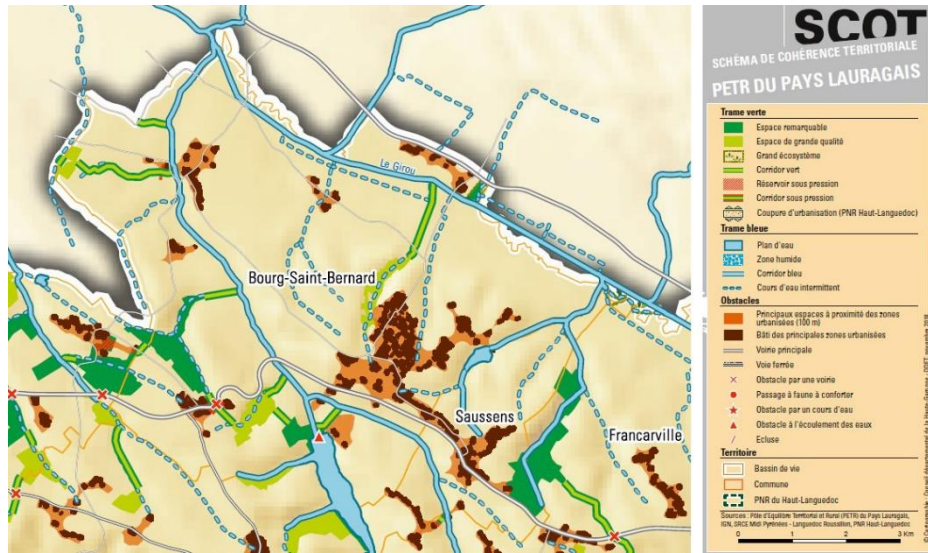 Le Girou
Bourg-Saint-Bernard
Saussens
Francarville
SCOT
SCHÉMA DE COHÉRENCE TERRITORIALE
PETR DU PAYS LAURAGAIS
Trame verte
Espace remarquable
Espace de grande qualité
Grand écosystème
Corridor vert
Réservoir sous pression
Corridor sous pression
Coupure d'urbanisation (PNR Haut-Languedoc)
Trame bleue
Plan d'eau
Zone humide
Corridor bleu
Cours d'eau intermittent
Obstacles
Principaux espaces à proximité des zones
urbanisées (100 m)
Bâti des principales zones urbanisées
Voirie principale
Voie ferrée
Obstacle par une voirie
Passage à faune à conforter
Obstacle par un cours d'eau
Obstacle à l'écoulement des eaux
Ecluse
Territoire
Bassin de vie
Commune
PNR du Haut-Languedoc
Sources : Pôle d'Equilibre Territorial et Rural (PETR) du Pays Lauragais,
IGN, SRCE Midi Pyrénées - Languedoc Roussillon, PNR Haut-Languedoc
0 1 2 3 Km